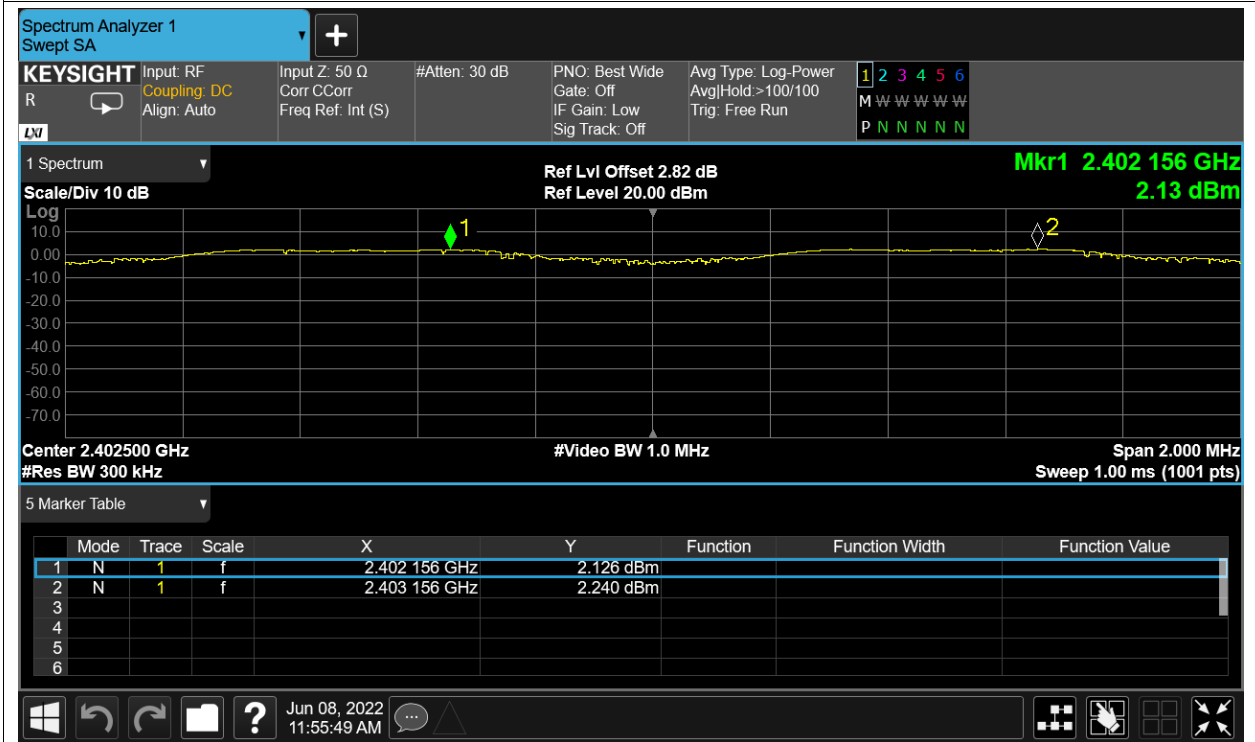 Spectrum Analyzer 1
Swept SA
KEYSIGHT
R
LXI
Input: RF
Coupling: DC
Align: Auto
Input Z: 50 Ω
Corr CCorr
Freq Ref: Int (S)
#Atten: 30 dB
PNO: Best Wide
Gate: Off
IF Gain: Low
Sig Track: Off
Avg Type: Log-Power
Avg|Hold:>100/100
Trig: Free Run
1 2 3 4 5 6
M W W W W W
P N N N N N
1 Spectrum
Scale/Div 10 dB
Ref Lvl Offset 2.82 dB
Ref Level 20.00 dBm
Mkr1 2.402 156 GHz
2.13 dBm
Log
10.0
0.00
-10.0
-20.0
-30.0
-40.0
-50.0
-60.0
-70.0
1
2
Center 2.402500 GHz
#Res BW 300 kHz
#Video BW 1.0 MHz
Span 2.000 MHz
Sweep 1.00 ms (1001 pts)
5 Marker Table
Mode Trace Scale X Y Function Function Width Function Value
1 N 1 f 2.402 156 GHz 2.126 dBm
2 N 1 f 2.403 156 GHz 2.240 dBm
3
4
5
6
?
Jun 08, 2022
11:55:49 AM